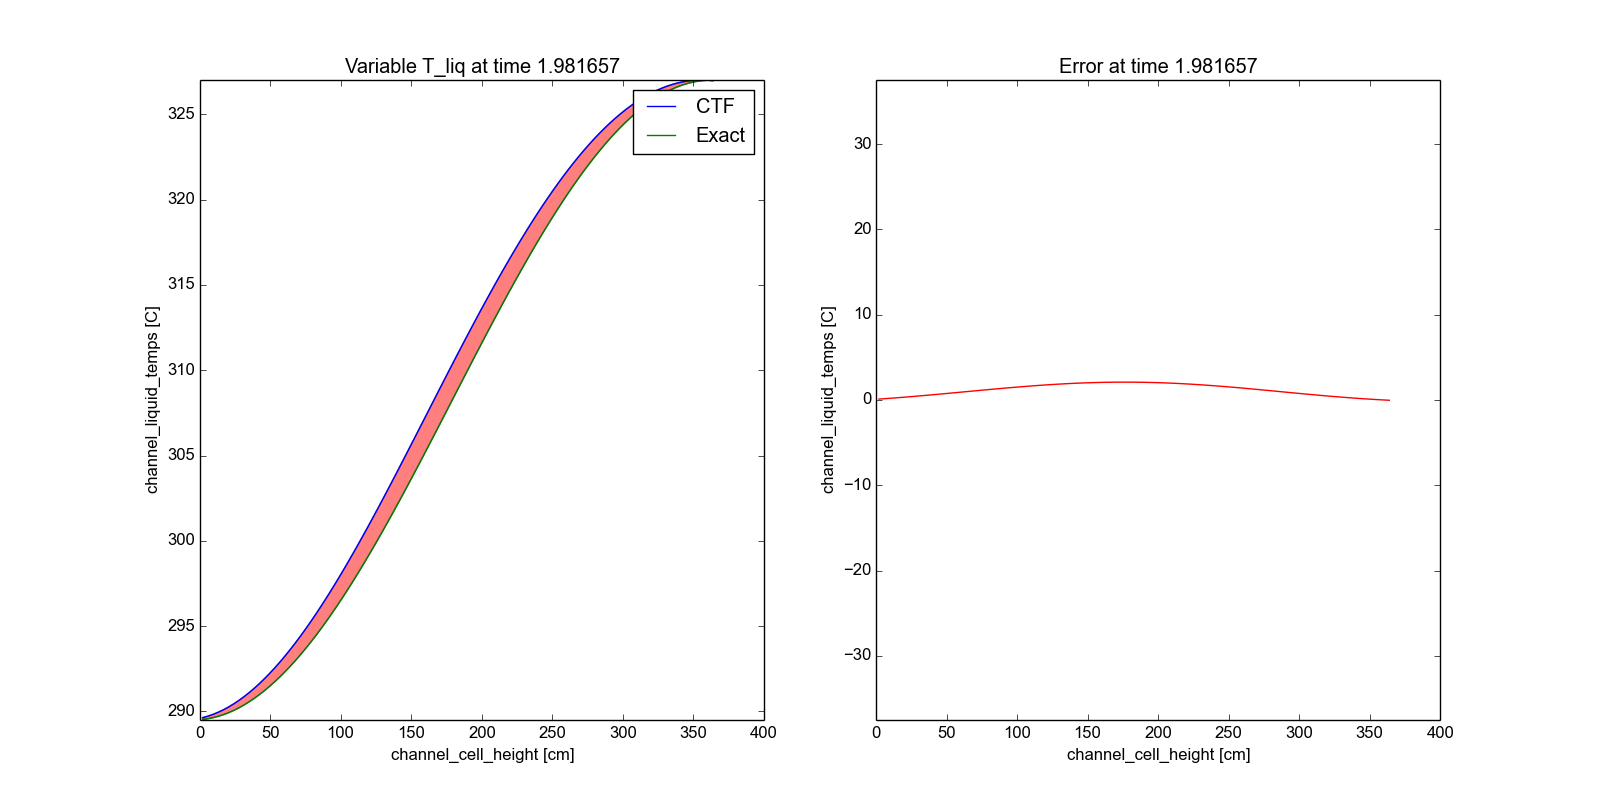 Variable T_liq at time 1.981657
CTF
Exact
325
320
315
310
305
300
295
290
channel_liquid_temps [C]
0 50 100 150 200 250 300 350 400
channel_cell_height [cm]
Error at time 1.981657
30
20
10
0
−10
−20
−30
channel_liquid_temps [C]
0 50 100 150 200 250 300 350 400
channel_cell_height [cm]